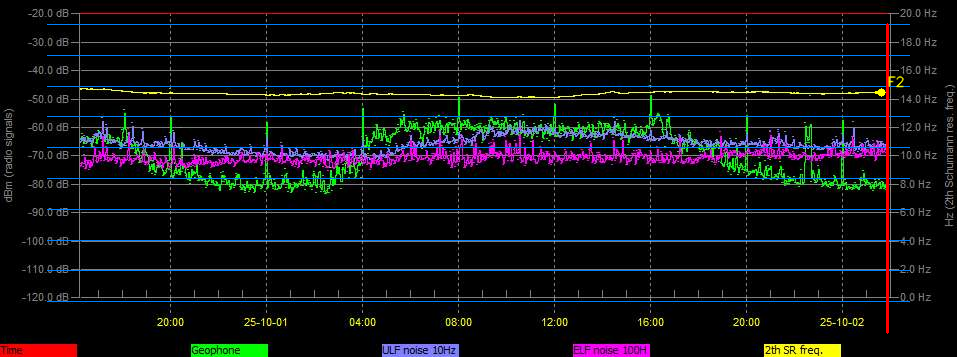 -20.0 dB 20.0 Hz
-30.0 dB 18.0 Hz
-40.0 dB 16.0 Hz
F2
-50.0 dB 14.0 Hz
-60.0 dB 12.0 Hz
-70.0 dB 10.0 Hz
-80.0 dB 8.0 Hz
-90.0 dB 6.0 Hz
-100.0 dB 4.0 Hz
-110.0 dB 2.0 Hz
-120.0 dB 0.0 Hz
dBm (radio signals)
Hz (2th Schumann res. freq.)
20:00 25-10-01 04:00 08:00 12:00 16:00 20:00 25-10-02
Time Geophone ULF noise 10Hz ELF noise 100H 2th SR freq.